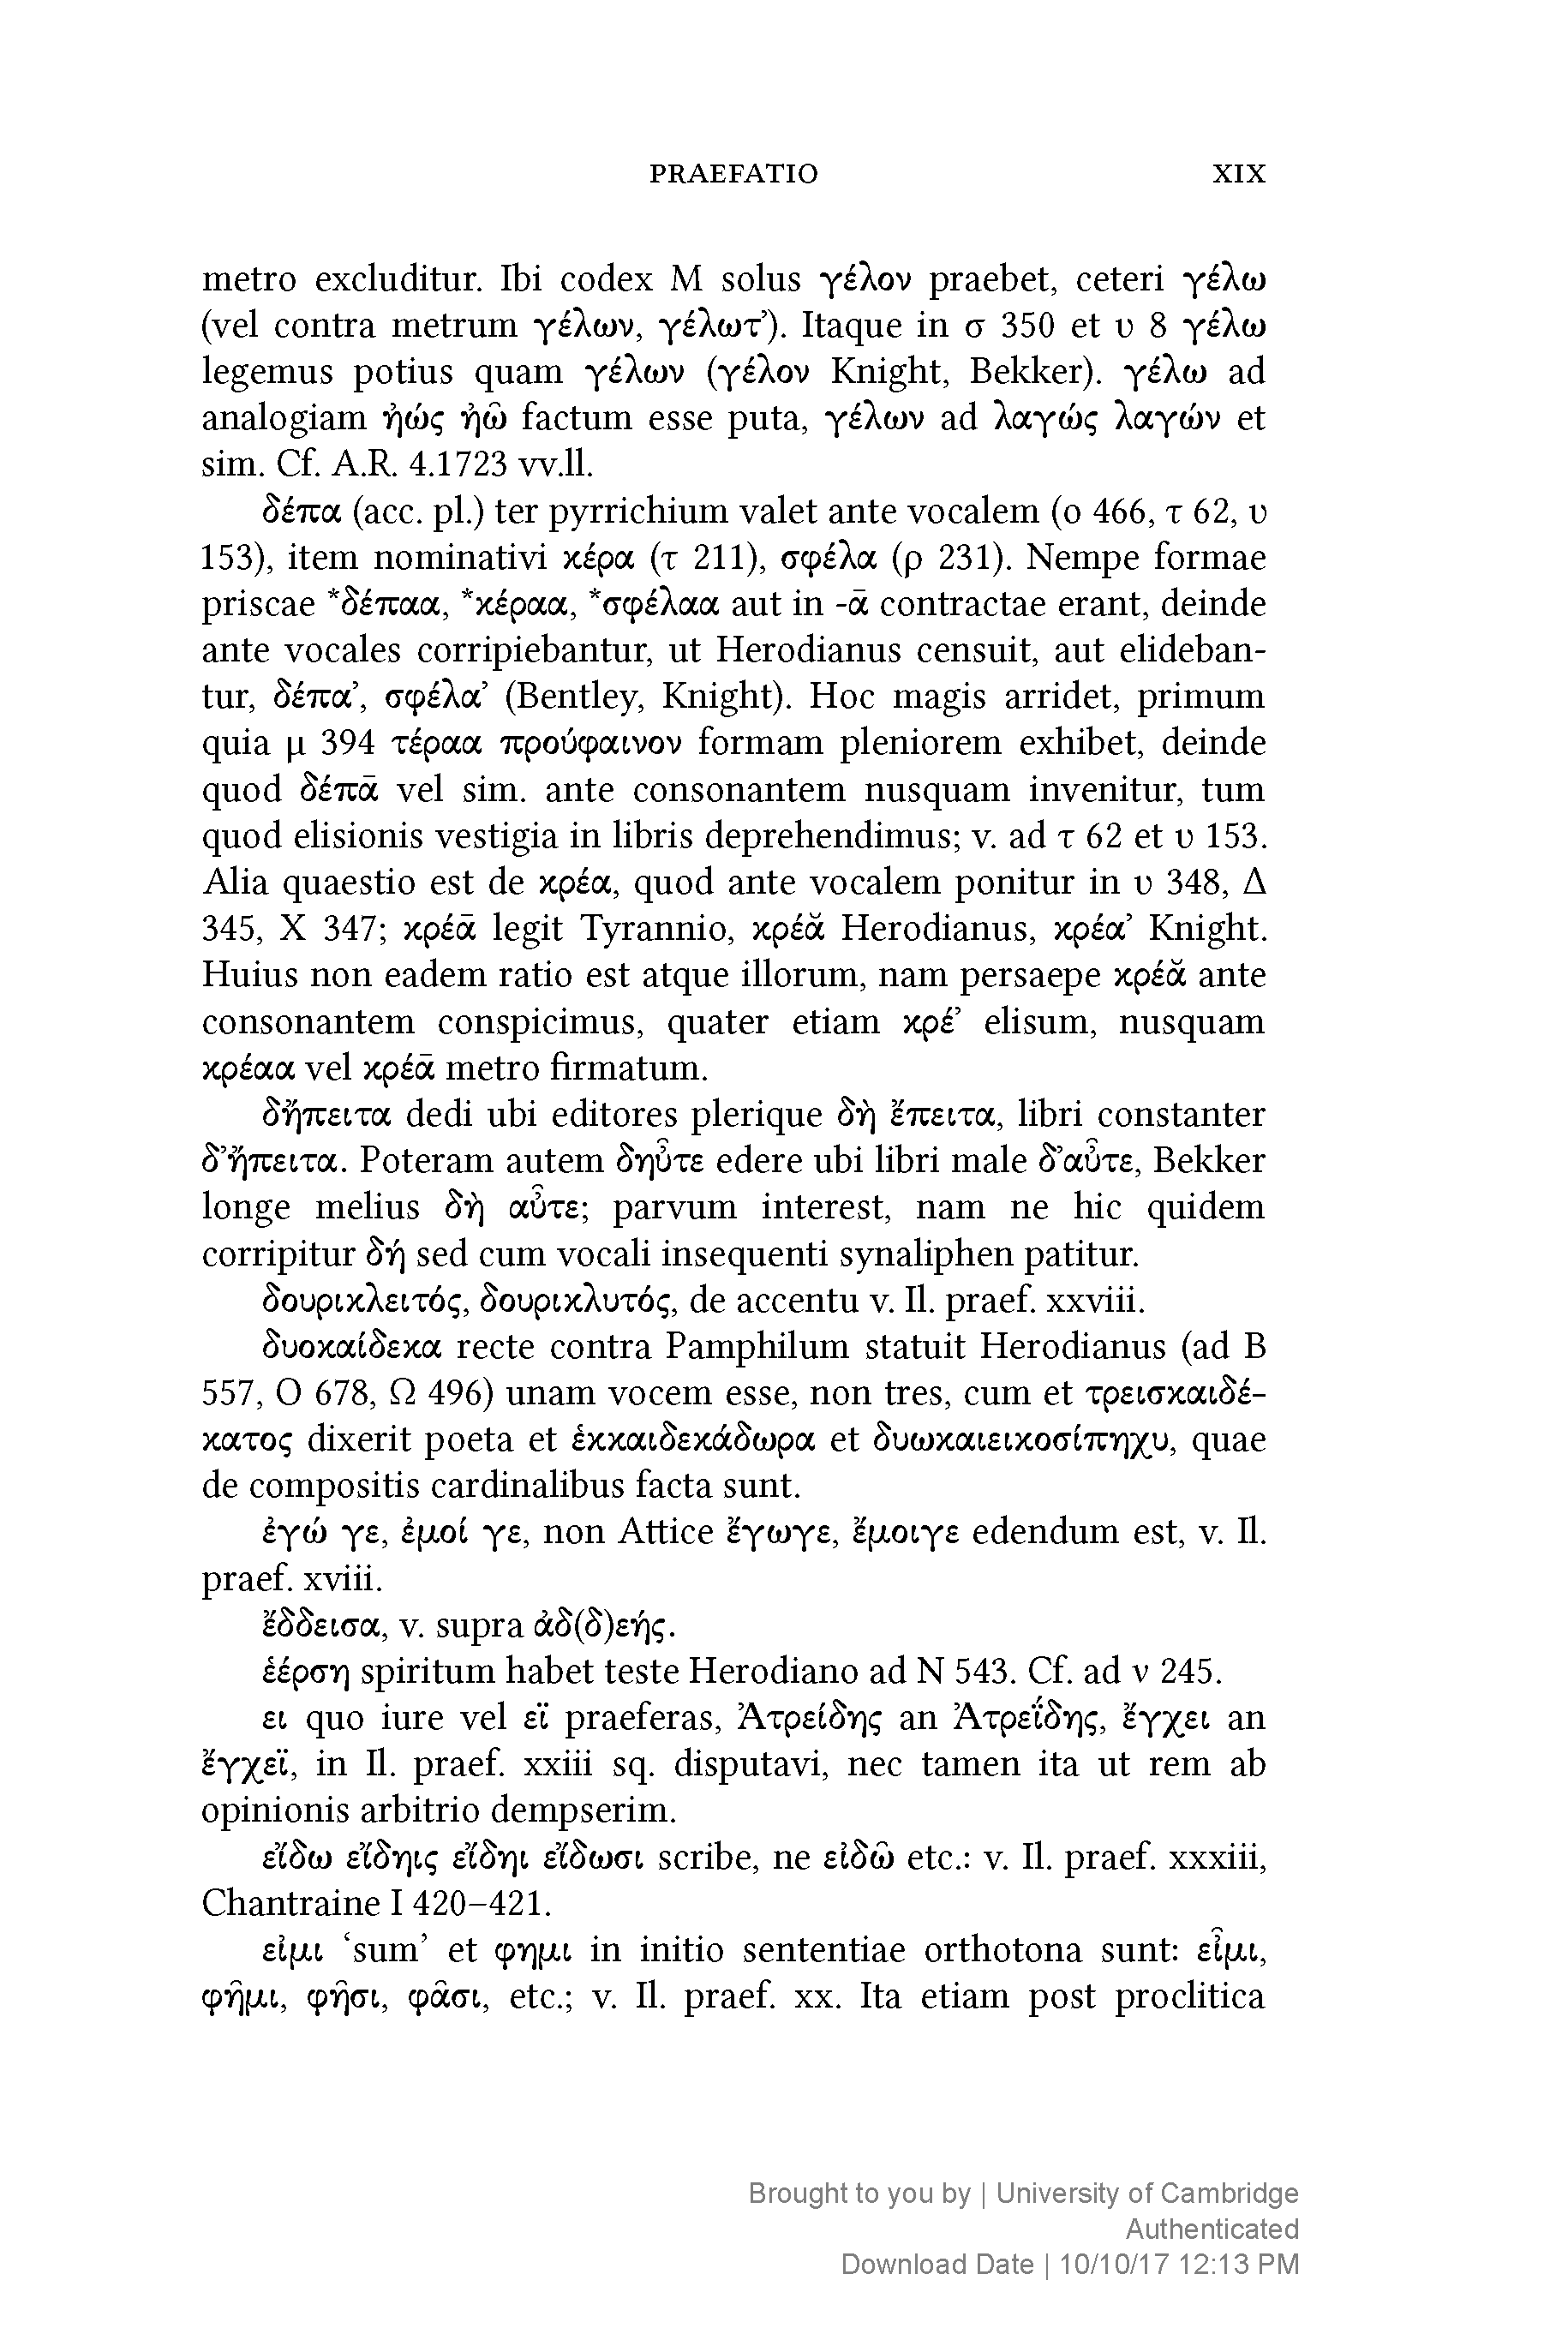 PRAEFATIO XIX
metro excluditur. Ibi codex M solus γέλον praebet, ceteri γέλω
(vel contra metrum γέλων, γέλωτ’). Itaque in σ 350 et υ 8 γέλω
legemus potius quam γέλων (γέλον Knight, Bekker). γέλω ad
analogiam ἠώς ἠῶ factum esse puta, γέλων ad λαγώς λαγών et
sim. Cf. A.R. 4.1723 vv.ll.
δέπα (acc. pl.) ter pyrrichium valet ante vocalem (ο 466, τ 62, υ
153), item nominativi κέρα (τ 211), σφέλα (ρ 231). Nempe formae
priscae *δέπαα, *κέραα, *σφέλαα aut in -ᾱ contractae erant, deinde
ante vocales corripiebantur, ut Herodianus censuit, aut elideban-
tur, δέπα’, σφέλα’ (Bentley, Knight). Hoc magis arridet, primum
quia μ 394 τέραα προύφαινον formam pleniorem exhibet, deinde
quod δέπᾱ vel sim. ante consonantem nusquam invenitur, tum
quod elisionis vestigia in libris deprehendimus; v. ad τ 62 et υ 153.
Alia quaestio est de κρέα, quod ante vocalem ponitur in υ 348, Δ
345, Χ 347; κρέᾱ legit Tyrannio, κρέᾰ Herodianus, κρέα’ Knight.
Huius non eadem ratio est atque illorum, nam persaepe κρέᾰ ante
consonantem conspicimus, quater etiam κρέ’ elisum, nusquam
κρέαα vel κρέᾱ metro firmatum.
δἤπειτα dedi ubi editores plerique δὴ ἔπειτα, libri constanter
δ’ἤπειτα. Poteram autem δηὖτε edere ubi libri male δ’αὖτε, Bekker
longe melius δὴ αὖτε; parvum interest, nam ne hic quidem
corripitur δή sed cum vocali insequenti synaliphen patitur.
δουρικλειτός, δουρικλυτός, de accentu v. Il. praef. xxviii.
δυοκαίδεκα recte contra Pamphilum statuit Herodianus (ad Β
557, Ο 678, Ω 496) unam vocem esse, non tres, cum et τρεισκαιδέ-
κατος dixerit poeta et ἑκκαιδεκάδωρα et δυωκαιεικοσίπηχυ, quae
de compositis cardinalibus facta sunt.
ἐγώ γε, ἐμοί γε, non Attice ἔγωγε, ἔμοιγε edendum est, v. Il.
praef. xviii.
ἔδδεισα, v. supra ἀδ(δ)εής.
ἐέρση spiritum habet teste Herodiano ad Ν 543. Cf. ad ν 245.
ει quo iure vel εϊ praeferas, Ἀτρείδης an Ἀτρεΐδης, ἔγχει an
ἔγχεϊ, in Il. praef. xxiii sq. disputavi, nec tamen ita ut rem ab
opinionis arbitrio dempserim.
εἴδω εἴδηις εἴδηι εἴδωσι scribe, ne εἰδῶ etc.: v. Il. praef. xxxiii,
Chantraine I 420–421.
εἰμι ‘sum’ et φημι in initio sententiae orthotona sunt: εἶμι,
φῆμι, φῆσι, φᾶσι, etc.; v. Il. praef. xx. Ita etiam post proclitica
Brought to you by | University of Cambridge
Authenticated
Download Date | 10/10/17 12:13 PM